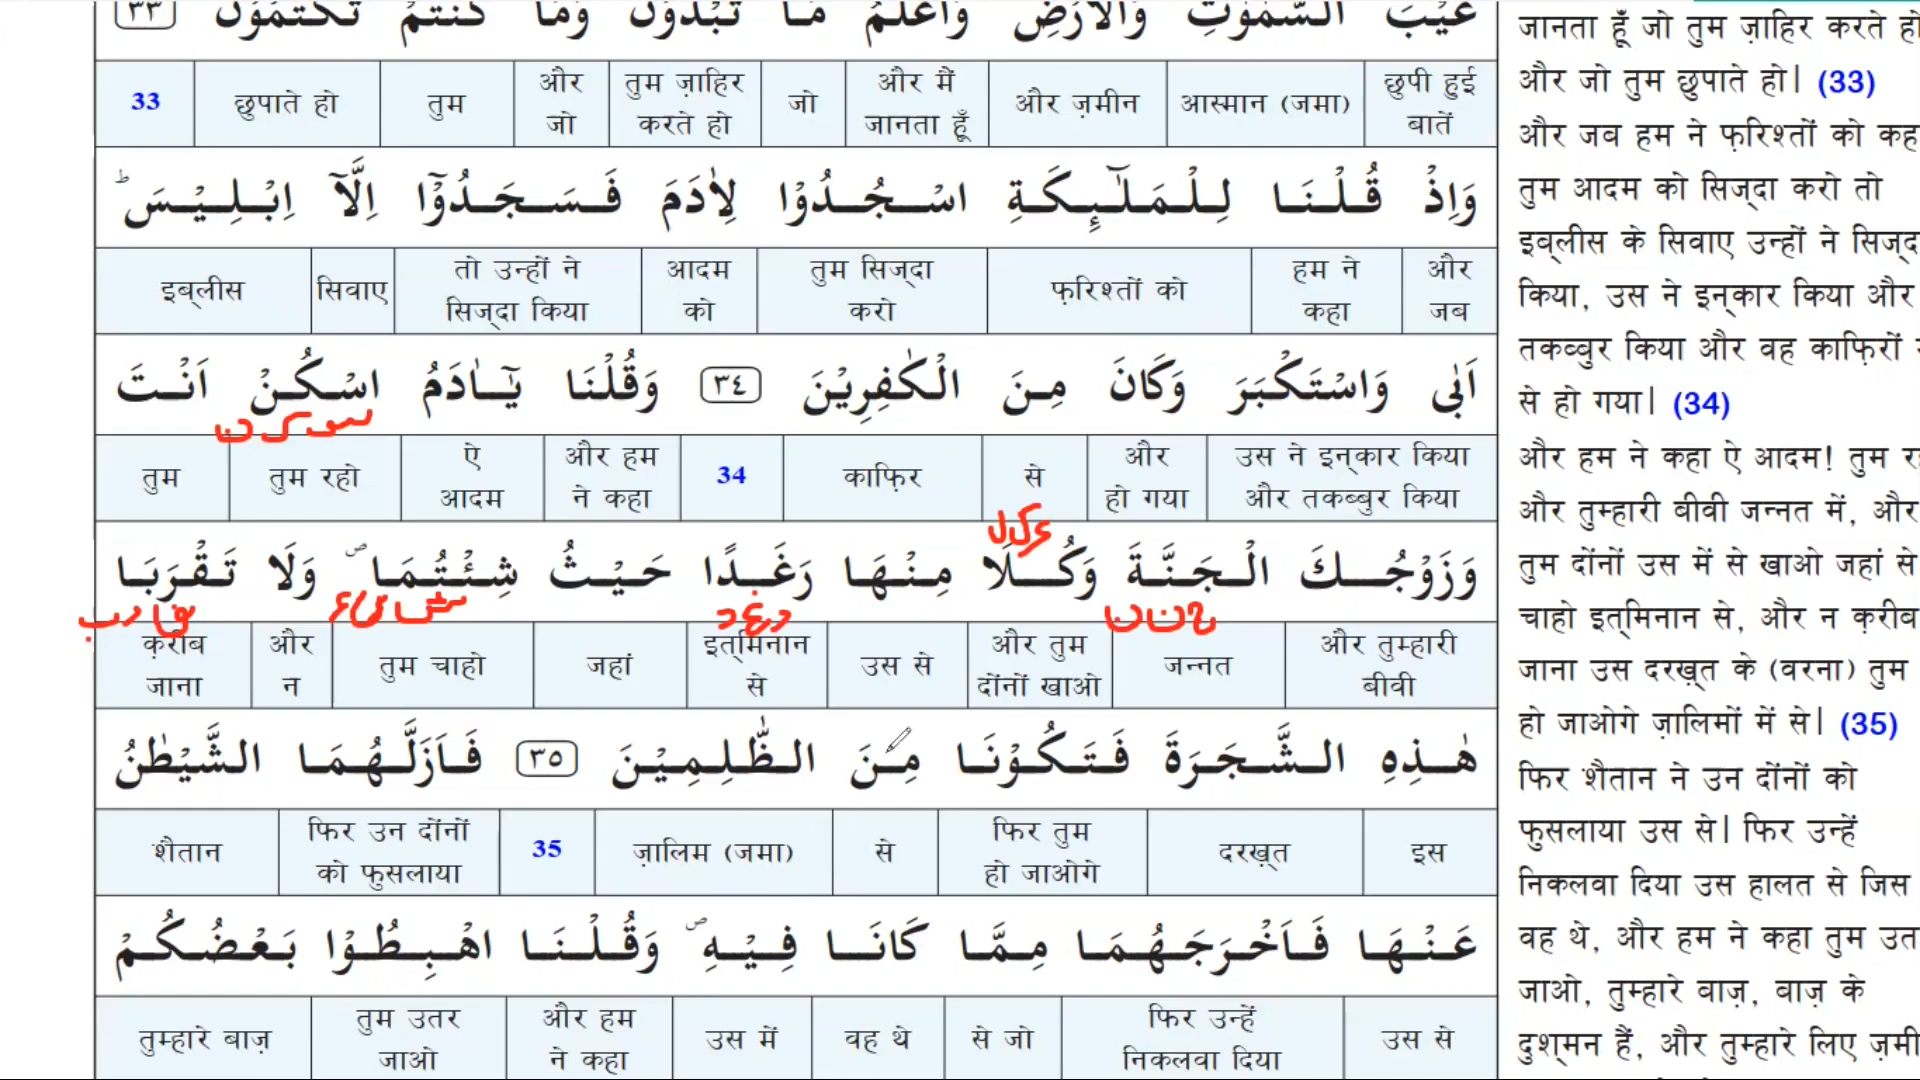 غَيْبَ السَّمٰوٰتِ وَالْاَرْضِ وَاَعْلَمُ مَا تُبْدُوْنَ وَمَا كُنْتُمْ تَكْتُمُوْنَ ٣٣
छुपी हुई बातें आस्मान (जमा) और ज़मीन और मैं जानता हूँ जो तुम ज़ाहिर करते हो और जो तुम छुपाते हो 33
وَاِذْ قُلْنَا لِلْمَلٰٓئِكَةِ اسْجُدُوْا لِاٰدَمَ فَسَجَدُوْٓا اِلَّآ اِبْلِيْسَ ؕ
और जब हम ने कहा फ़रिश्तों को तुम सिज्दा करो आदम को तो उन्हों ने सिज्दा किया सिवाए इब्लीस
اَبٰى وَاسْتَكْبَرَ وَكَانَ مِنَ الْكٰفِرِيْنَ ٣٤ وَقُلْنَا يٰٓاٰدَمُ اسْكُنْ اَنْتَ
س ك ن
उस ने इन्कार किया और तकब्बुर किया और हो गया से काफ़िर 34 और हम ने कहा ऐ आदम तुम रहो तुम
ء ك ل
وَزَوْجُكَ الْجَنَّةَ وَكُلَا مِنْهَا رَغَدًا حَيْثُ شِئْتُمَا ۖ وَلَا تَقْرَبَا
ج ن ن ر غ د ق ر ب
और तुम्हारी बीवी जन्नत और तुम दोंनों खाओ उस से इत्मिनान से जहां तुम चाहो और न क़रीब जाना
هٰذِهِ الشَّجَرَةَ فَتَكُوْنَا مِنَ الظّٰلِمِيْنَ ٣٥ فَاَزَلَّهُمَا الشَّيْطٰنُ
इस दरख़्त फिर तुम हो जाओगे से ज़ालिम (जमा) 35 फिर उन दोंनों को फुसलाया शैतान
عَنْهَا فَاَخْرَجَهُمَا مِمَّا كَانَا فِيْهِ ۖ وَقُلْنَا اهْبِطُوْا بَعْضُكُمْ
उस से फिर उन्हें निकलवा दिया से जो वह थे उस में और हम ने कहा तुम उतर जाओ तुम्हारे बाज़
जानता हूँ जो तुम ज़ाहिर करते हो
और जो तुम छुपाते हो| (33)
और जब हम ने फ़रिश्तों को कह
तुम आदम को सिज्दा करो तो
इब्लीस के सिवाए उन्हों ने सिज्द
किया, उस ने इन्कार किया और
तकब्बुर किया और वह काफ़िरों
से हो गया| (34)
और हम ने कहा ऐ आदम! तुम रह
और तुम्हारी बीवी जन्नत में, और
तुम दोंनों उस में से खाओ जहां से
चाहो इत्मिनान से, और न क़रीब
जाना उस दरख़्त के (वरना) तुम
हो जाओगे ज़ालिमों में से| (35)
फिर शैतान ने उन दोंनों को
फुसलाया उस से| फिर उन्हें
निकलवा दिया उस हालत से जिस
वह थे, और हम ने कहा तुम उत
जाओ, तुम्हारे बाज़, बाज़ के
दुश्मन हैं, और तुम्हारे लिए ज़मी